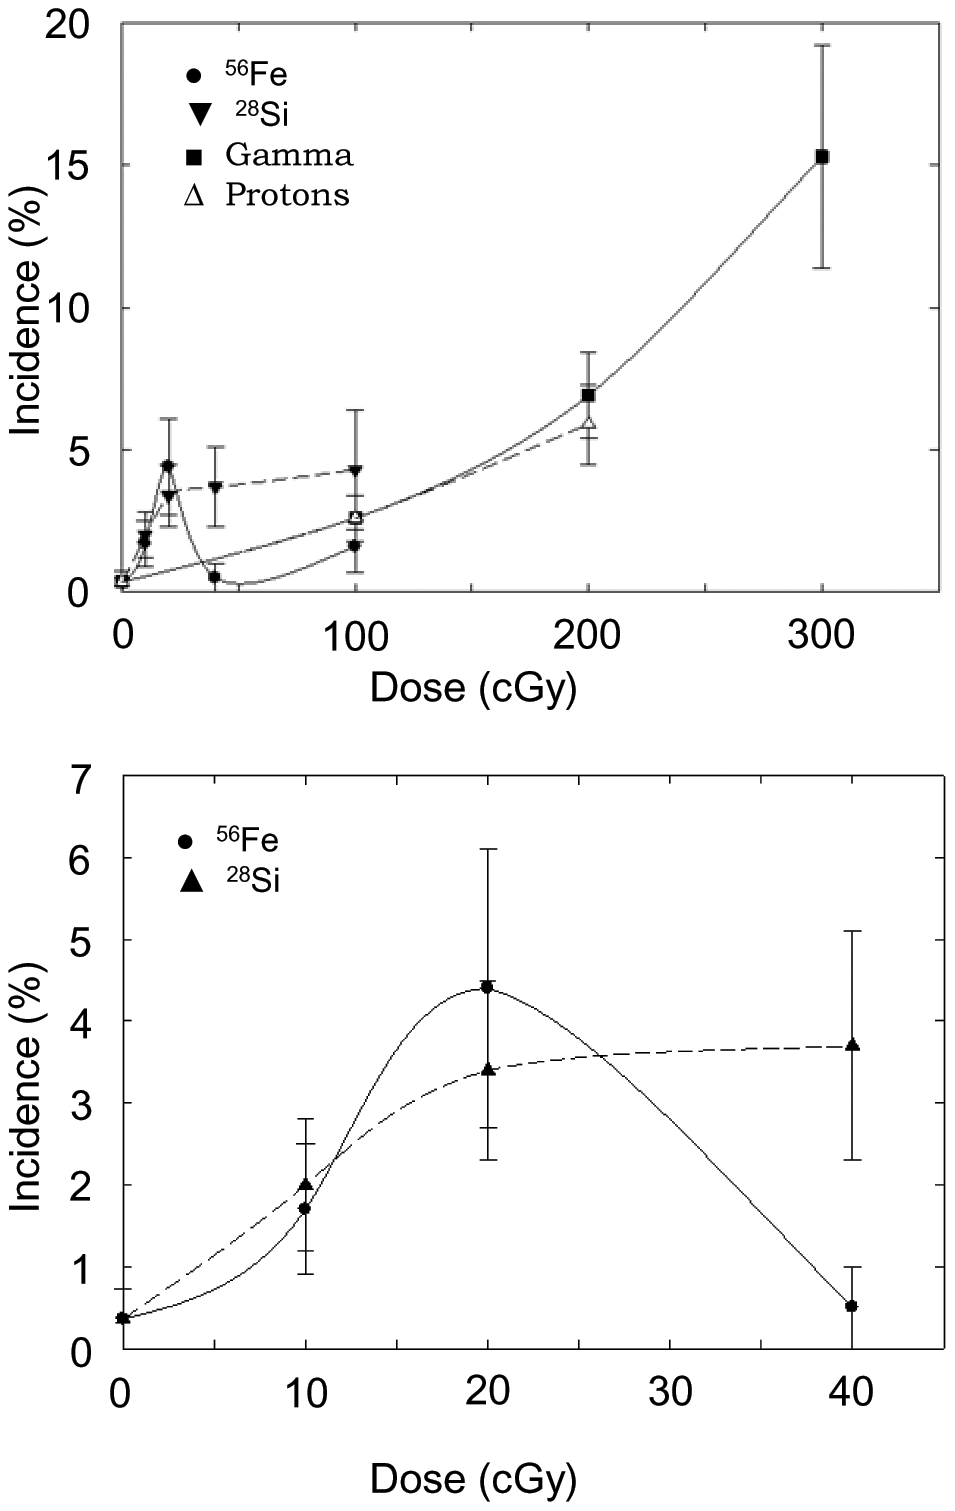 20
15
10
5
0
Incidence (%)
⁵⁶Fe
²⁸Si
Gamma
Protons
0 100 200 300
Dose (cGy)
7
6
5
4
3
2
1
0
Incidence (%)
⁵⁶Fe
²⁸Si
0 10 20 30 40
Dose (cGy)